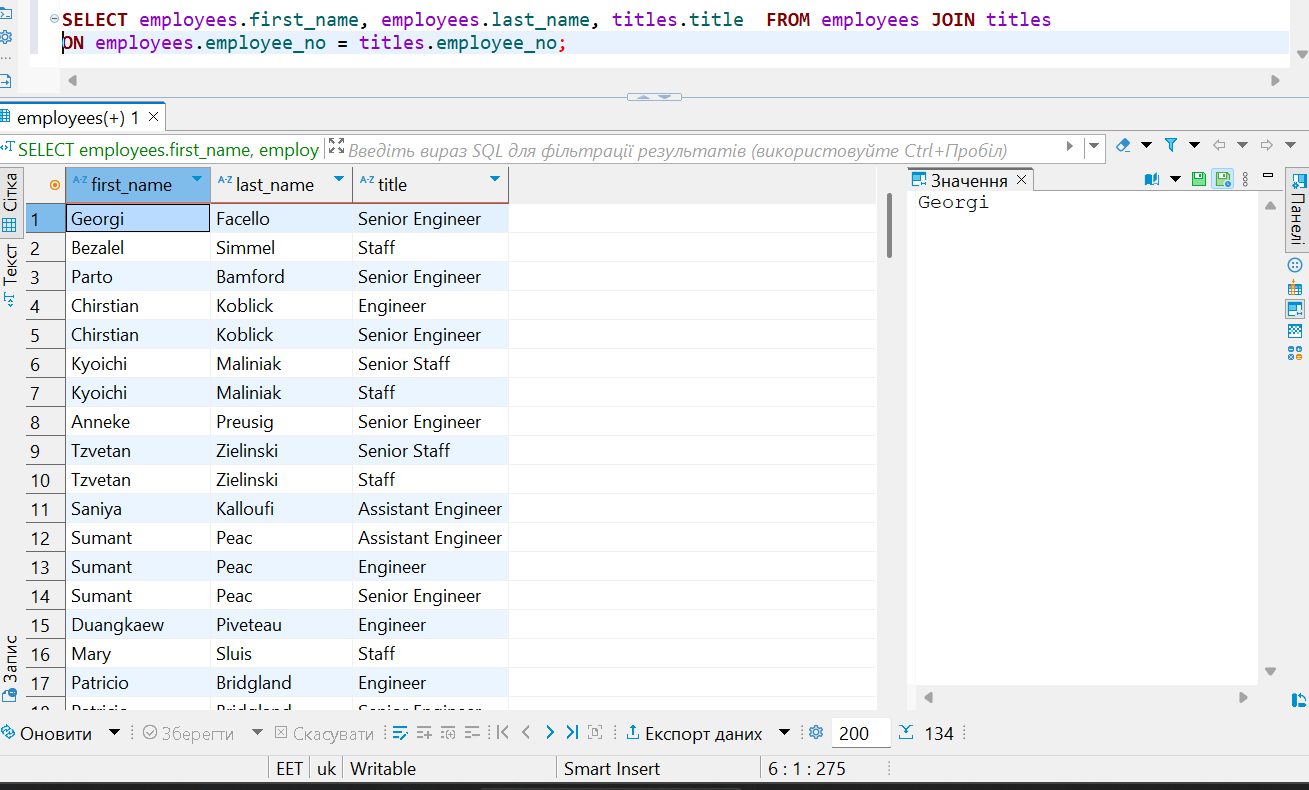 SELECT employees.first_name, employees.last_name, titles.title  FROM employees JOIN titles
ON employees.employee_no = titles.employee_no;
employees(+) 1
SELECT employees.first_name, employ
Введіть вираз SQL для фільтрації результатів (використовуйте Ctrl+Пробіл)
Сітка
Текст
Запис
first_name last_name title
1 Georgi Facello Senior Engineer
2 Bezalel Simmel Staff
3 Parto Bamford Senior Engineer
4 Chirstian Koblick Engineer
5 Chirstian Koblick Senior Engineer
6 Kyoichi Maliniak Senior Staff
7 Kyoichi Maliniak Staff
8 Anneke Preusig Senior Engineer
9 Tzvetan Zielinski Senior Staff
10 Tzvetan Zielinski Staff
11 Saniya Kalloufi Assistant Engineer
12 Sumant Peac Assistant Engineer
13 Sumant Peac Engineer
14 Sumant Peac Senior Engineer
15 Duangkaew Piveteau Engineer
16 Mary Sluis Staff
17 Patricio Bridgland Engineer
Значення
Georgi
Панелі
Оновити Зберегти Скасувати Експорт даних 200 134
EET uk Writable Smart Insert 6 : 1 : 275